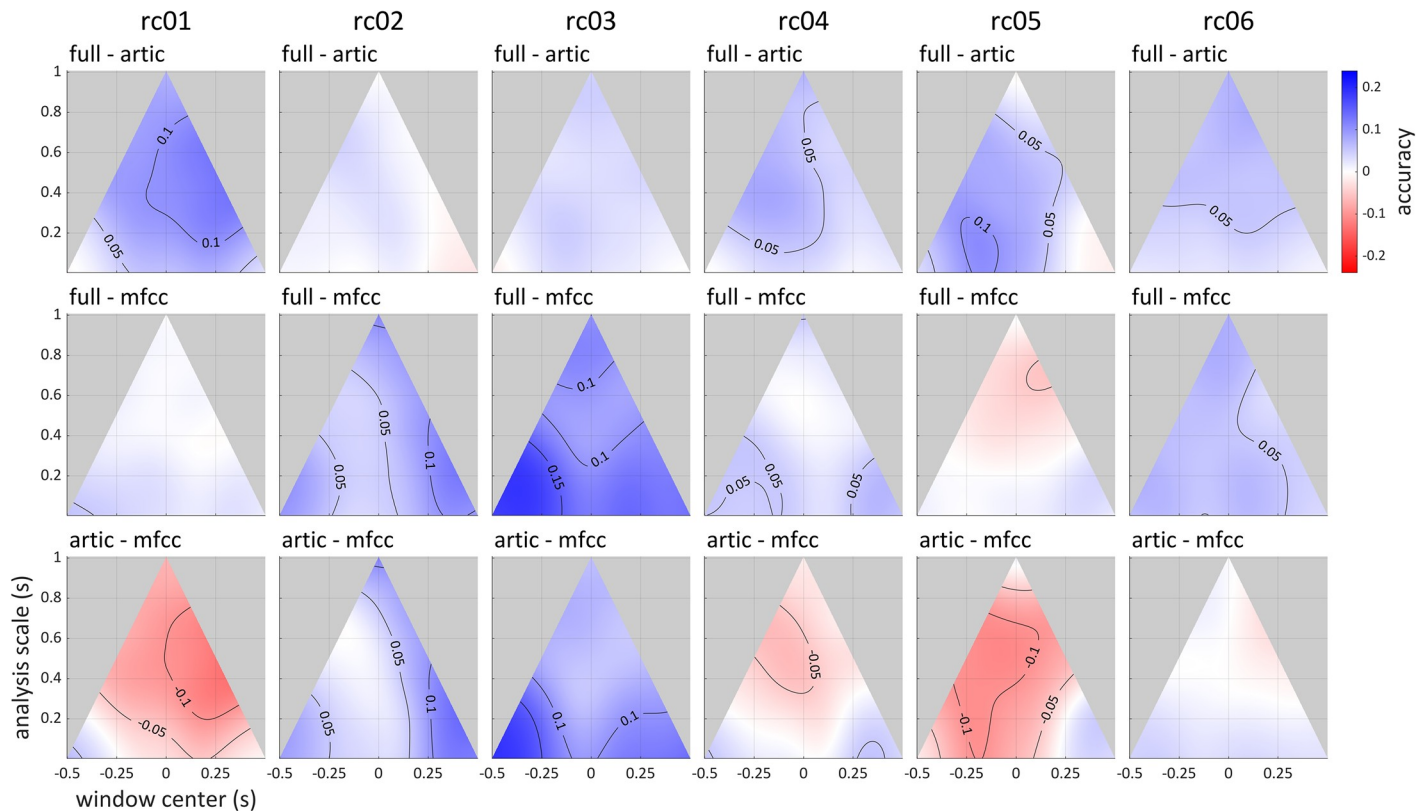 rc01 rc02 rc03 rc04 rc05 rc06
full - artic full - artic full - artic full - artic full - artic full - artic
1
0.8
0.6
0.4
0.2
0.1 0.05 0.1
0.05 0.05
0.05 0.1 0.05
0.05
0.2
0.1
0
-0.1
-0.2
accuracy
full - mfcc full - mfcc full - mfcc full - mfcc full - mfcc full - mfcc
1
0.8
0.6
0.4
0.2
0.05 0.05 0.1
0.1 0.1 0.15
0.05 0.05 0.05
0.05
artic - mfcc artic - mfcc artic - mfcc artic - mfcc artic - mfcc artic - mfcc
1
0.8
0.6
0.4
0.2
analysis scale (s)
-0.1 -0.05
0.05 0.05 0.1
0.1 0.1
-0.05
-0.1 -0.1 -0.05
-0.5 -0.25 0 0.25 -0.5 -0.25 0 0.25 -0.5 -0.25 0 0.25 -0.5 -0.25 0 0.25 -0.5 -0.25 0 0.25 -0.5 -0.25 0 0.25
window center (s)